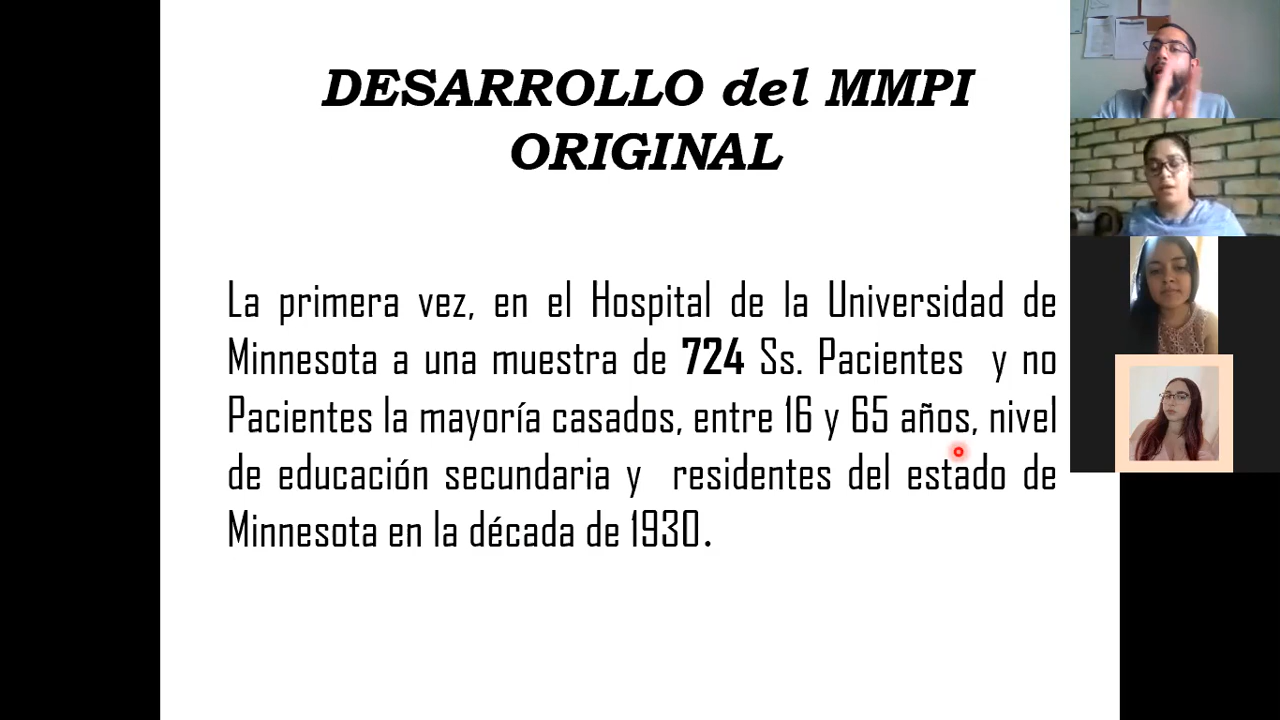 DESARROLLO del MMPI
ORIGINAL
La primera vez, en el Hospital de la Universidad de
Minnesota a una muestra de 724 Ss. Pacientes y no
Pacientes la mayoría casados, entre 16 y 65 años, nivel
de educación secundaria y residentes del estado de
Minnesota en la década de 1930.